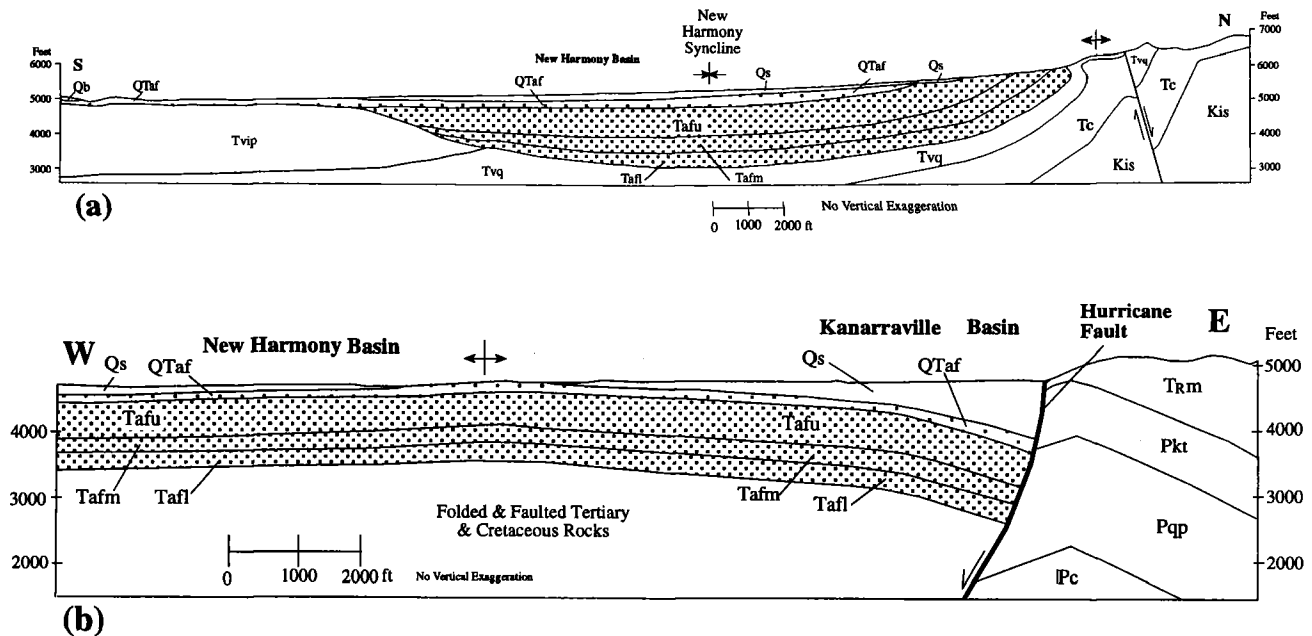 New
Harmony
Syncline
Feet
N
Feet
S
New Harmony Basin
6000
7000
Qb
QTaf
Qs
QTaf
Qs
Tvq
6000
5000
Tc
5000
4000
Tafu
Tc
Kis
4000
Tvip
3000
Tvq
Tafl
Tafm
Tvq
Kis
3000
(a)
0 1000 2000 ft
No Vertical Exaggeration
W
New Harmony Basin
Kanarraville Basin
Hurricane
Fault
E
Feet
Qs
QTaf
Qs
QTaf
5000
TRm
Tafu
Tafu
4000
4000
Pkt
Tafm
Tafl
Tafm
Tafl
3000
3000
Folded & Faulted Tertiary
& Cretaceous Rocks
Pqp
2000
2000
0 1000 2000 ft
No Vertical Exaggeration
ℙc
(b)